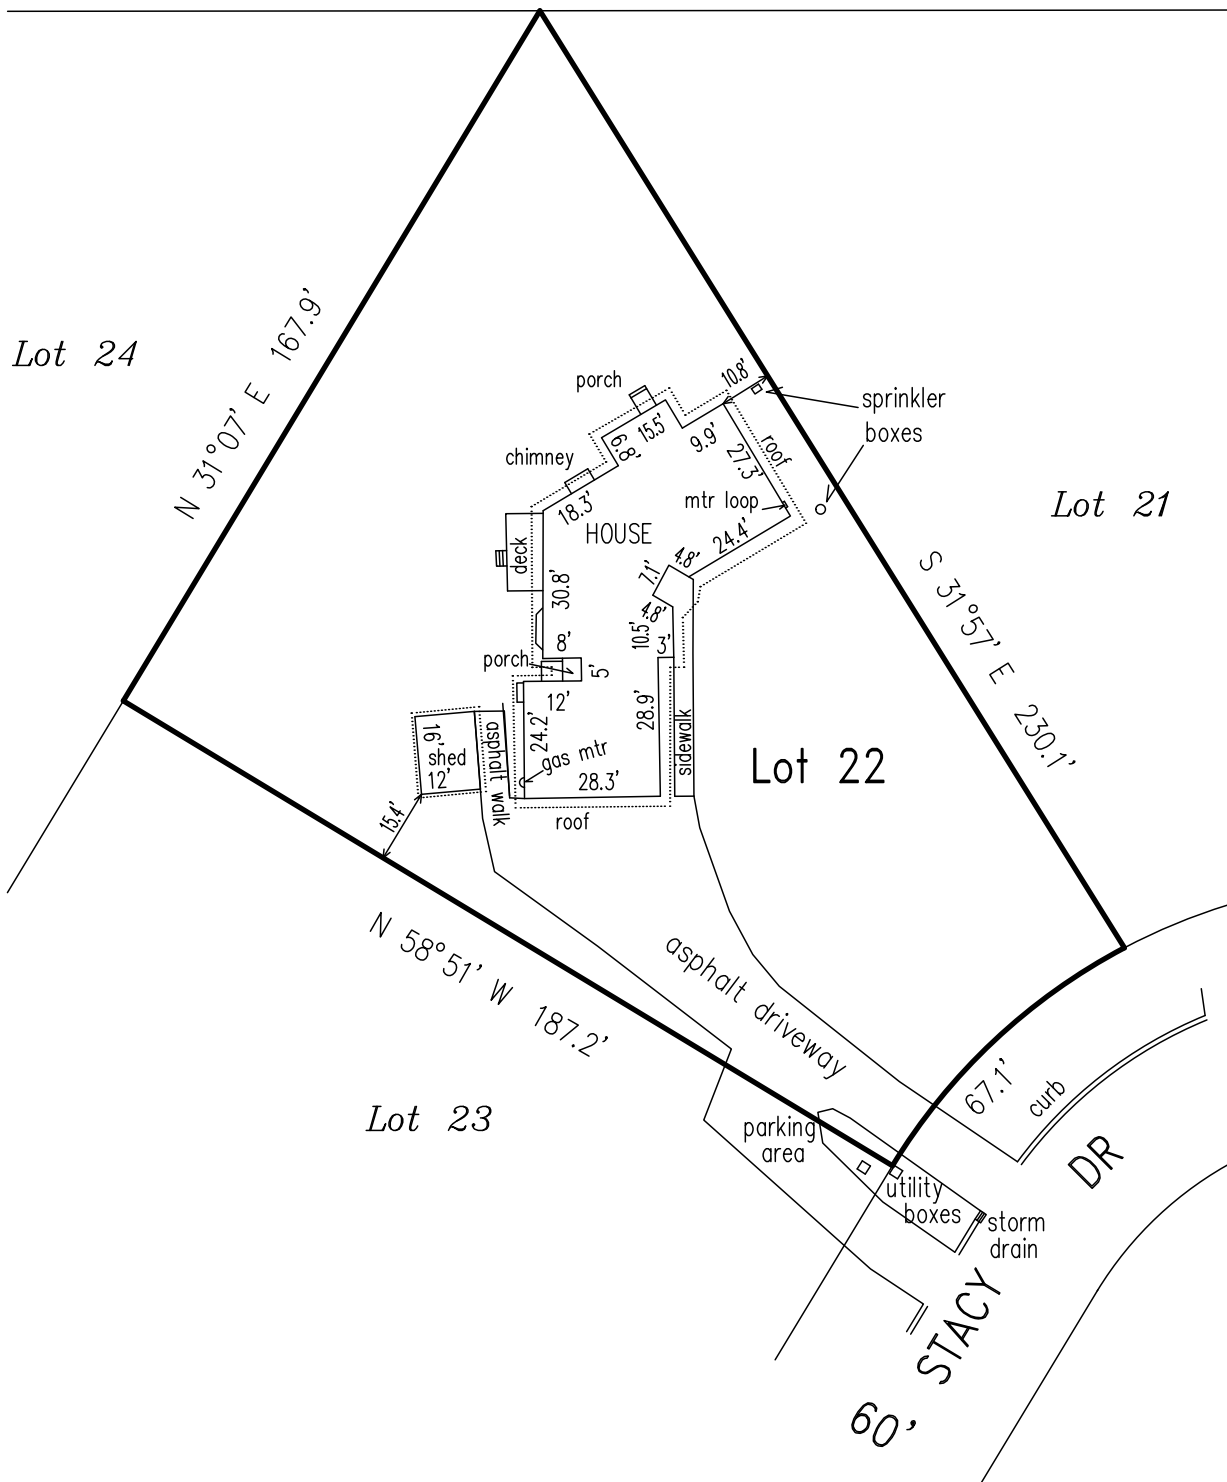 N 31°07' E 167.9'
Lot 24
porch
10.8'
sprinkler
boxes
15.5'
9.9'
roof
6.8'
27.3'
chimney
mtr loop
18.3'
HOUSE
24.4'
Lot 21
deck
4.8'
7.1'
30.8'
4.8'
10.5'
S 31°57' E 230.1'
8'
3'
porch
5'
12'
28.9'
24.2'
asphalt walk
16'
shed
12'
gas mtr
28.3'
sidewalk
Lot 22
15.4'
roof
N 58°51' W 187.2'
asphalt driveway
67.1'
curb
Lot 23
parking
area
DR
utility
boxes
storm
drain
STACY
60'